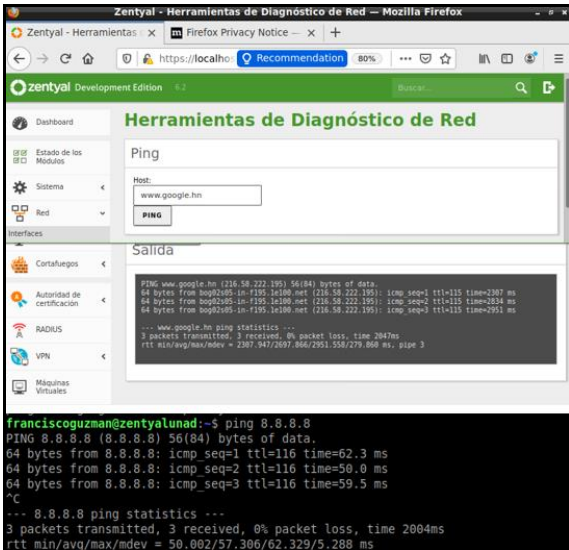 Zentyal - Herramientas de Diagnóstico de Red — Mozilla Firefox
Zentyal - Herramientas
Firefox Privacy Notice —
https://localho
Recommendation
80%
zentyal Development Edition 6.2
Buscar...
Dashboard
Estado de los Módulos
Sistema
Red
Interfaces
Cortafuegos
Autoridad de certificación
RADIUS
VPN
Máquinas Virtuales
Herramientas de Diagnóstico de Red
Ping
Host:
www.google.hn
PING
Salida
PING www.google.hn (216.58.222.195) 56(84) bytes of data.
64 bytes from bog02s05-in-f195.1e100.net (216.58.222.195): icmp_seq=1 ttl=115 time=2307 ms
64 bytes from bog02s05-in-f195.1e100.net (216.58.222.195): icmp_seq=2 ttl=115 time=2834 ms
64 bytes from bog02s05-in-f195.1e100.net (216.58.222.195): icmp_seq=3 ttl=115 time=2951 ms
--- www.google.hn ping statistics ---
3 packets transmitted, 3 received, 0% packet loss, time 2047ms
rtt min/avg/max/mdev = 2307.947/2697.866/2951.558/279.060 ms, pipe 3
franciscoguzman@zentyalunad:~$ ping 8.8.8.8
PING 8.8.8.8 (8.8.8.8) 56(84) bytes of data.
64 bytes from 8.8.8.8: icmp_seq=1 ttl=116 time=62.3 ms
64 bytes from 8.8.8.8: icmp_seq=2 ttl=116 time=50.0 ms
64 bytes from 8.8.8.8: icmp_seq=3 ttl=116 time=59.5 ms
^C
--- 8.8.8.8 ping statistics ---
3 packets transmitted, 3 received, 0% packet loss, time 2004ms
rtt min/avg/max/mdev = 50.002/57.306/62.329/5.288 ms